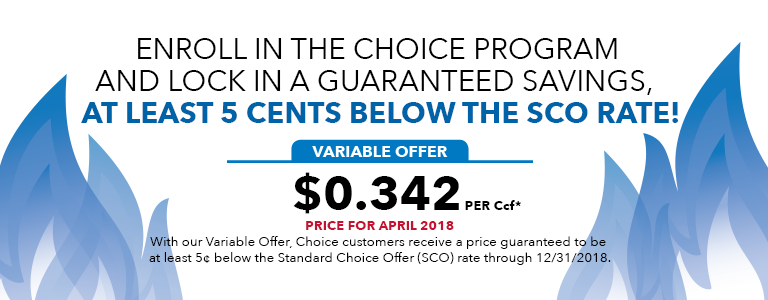 ENROLL IN THE CHOICE PROGRAM
AND LOCK IN A GUARANTEED SAVINGS,
AT LEAST 5 CENTS BELOW THE SCO RATE!
VARIABLE OFFER
$0.342 PER Ccf*
PRICE FOR APRIL 2018
With our Variable Offer, Choice customers receive a price guaranteed to be
at least 5¢ below the Standard Choice Offer (SCO) rate through 12/31/2018.